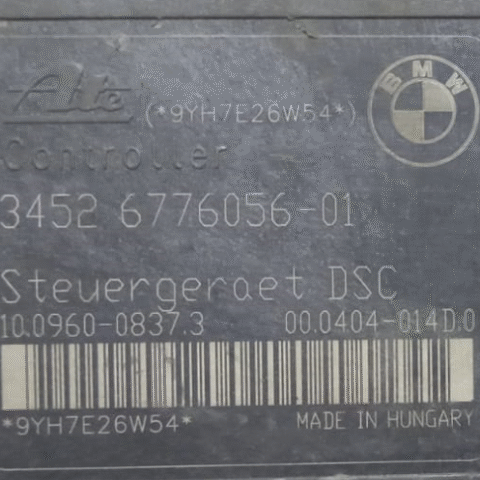 Ate (*9YH7E26W54*) BMW
Controller
3452 6776056-01
Steuergeraet DSC
10.0960-0837.3 00.0404-014D.0
*9YH7E26W54* MADE IN HUNGARY